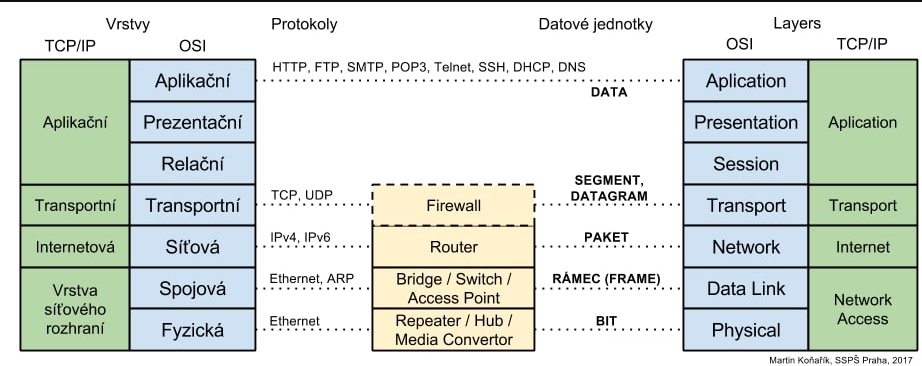 Vrstvy Protokoly Datové jednotky Layers
TCP/IP OSI OSI TCP/IP
Aplikační
HTTP, FTP, SMTP, POP3, Telnet, SSH, DHCP, DNS
DATA
Aplication
Aplikační Prezentační Presentation Aplication
Relační Session
SEGMENT,
DATAGRAM
Transportní Transportní TCP, UDP Firewall Transport Transport
Internetová Síťová IPv4, IPv6 Router PAKET Network Internet
Spojová Ethernet, ARP
Bridge / Switch /
Access Point
RÁMEC (FRAME) Data Link
Vrstva
síťového
rozhraní
Network
Access
Fyzická Ethernet
Repeater / Hub /
Media Convertor
BIT Physical
Martin Koňařík, SSPŠ Praha, 2017